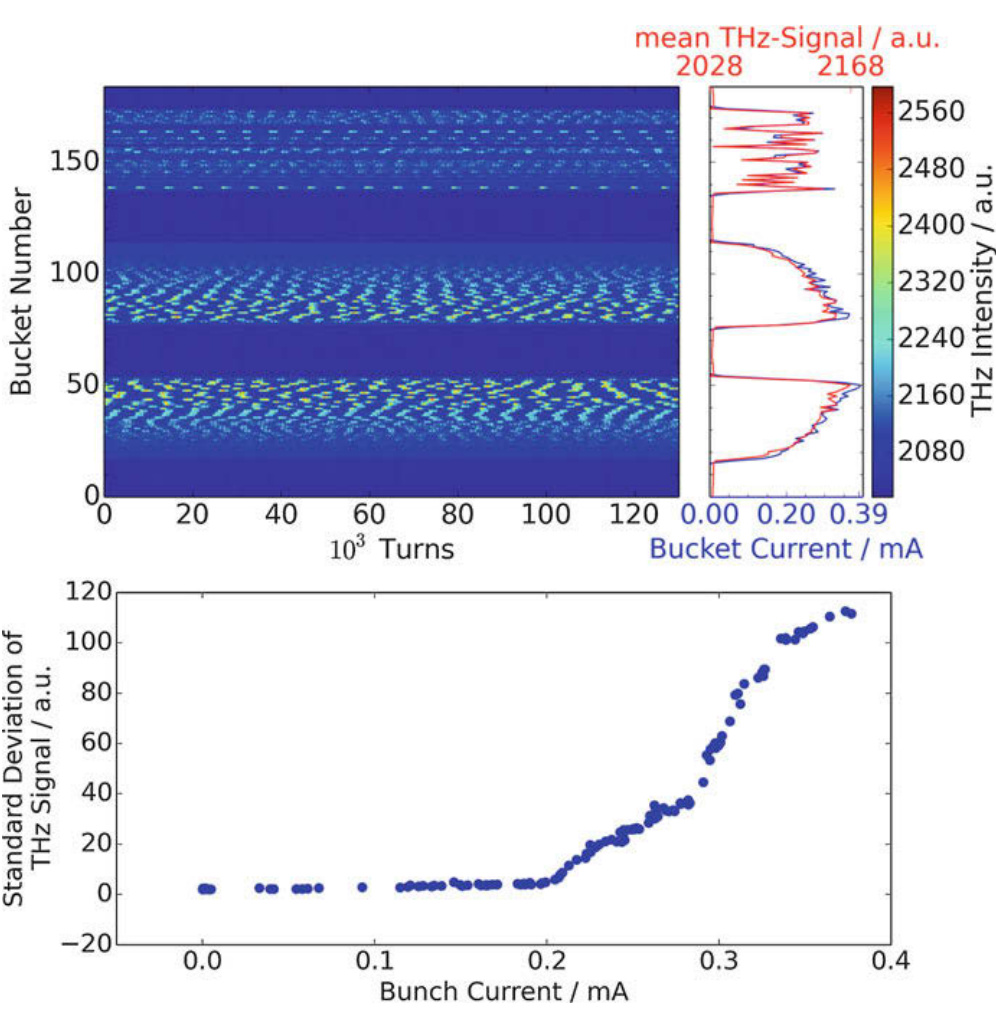 mean THz-Signal / a.u.
2028 2168
Bucket Number
150
100
50
0
0 20 40 60 80 100 120
10³ Turns
0.00 0.20 0.39
Bucket Current / mA
2560
2480
2400
2320
2240
2160
2080
THz Intensity / a.u.
Standard Deviation of
THz Signal / a.u.
120
100
80
60
40
20
0
−20
0.0 0.1 0.2 0.3 0.4
Bunch Current / mA